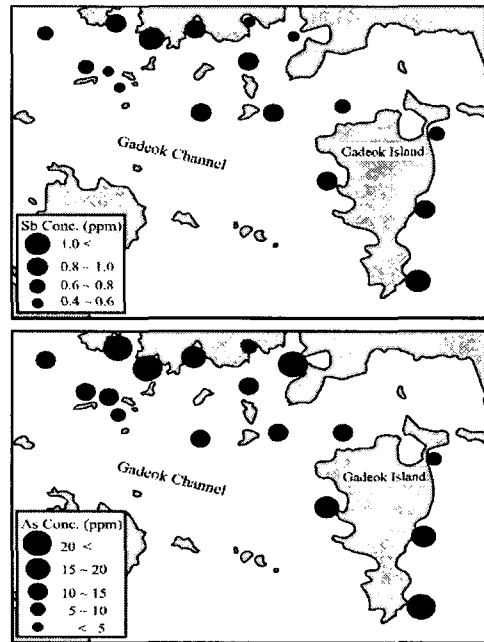 Gadeok Channel
Gadeok Island
Sb Conc. (ppm)
1.0 <
0.8 ~ 1.0
0.6 ~ 0.8
0.4 ~ 0.6
Gadeok Channel
Gadeok Island
As Conc. (ppm)
20 <
15 ~ 20
10 ~ 15
5 ~ 10
< 5